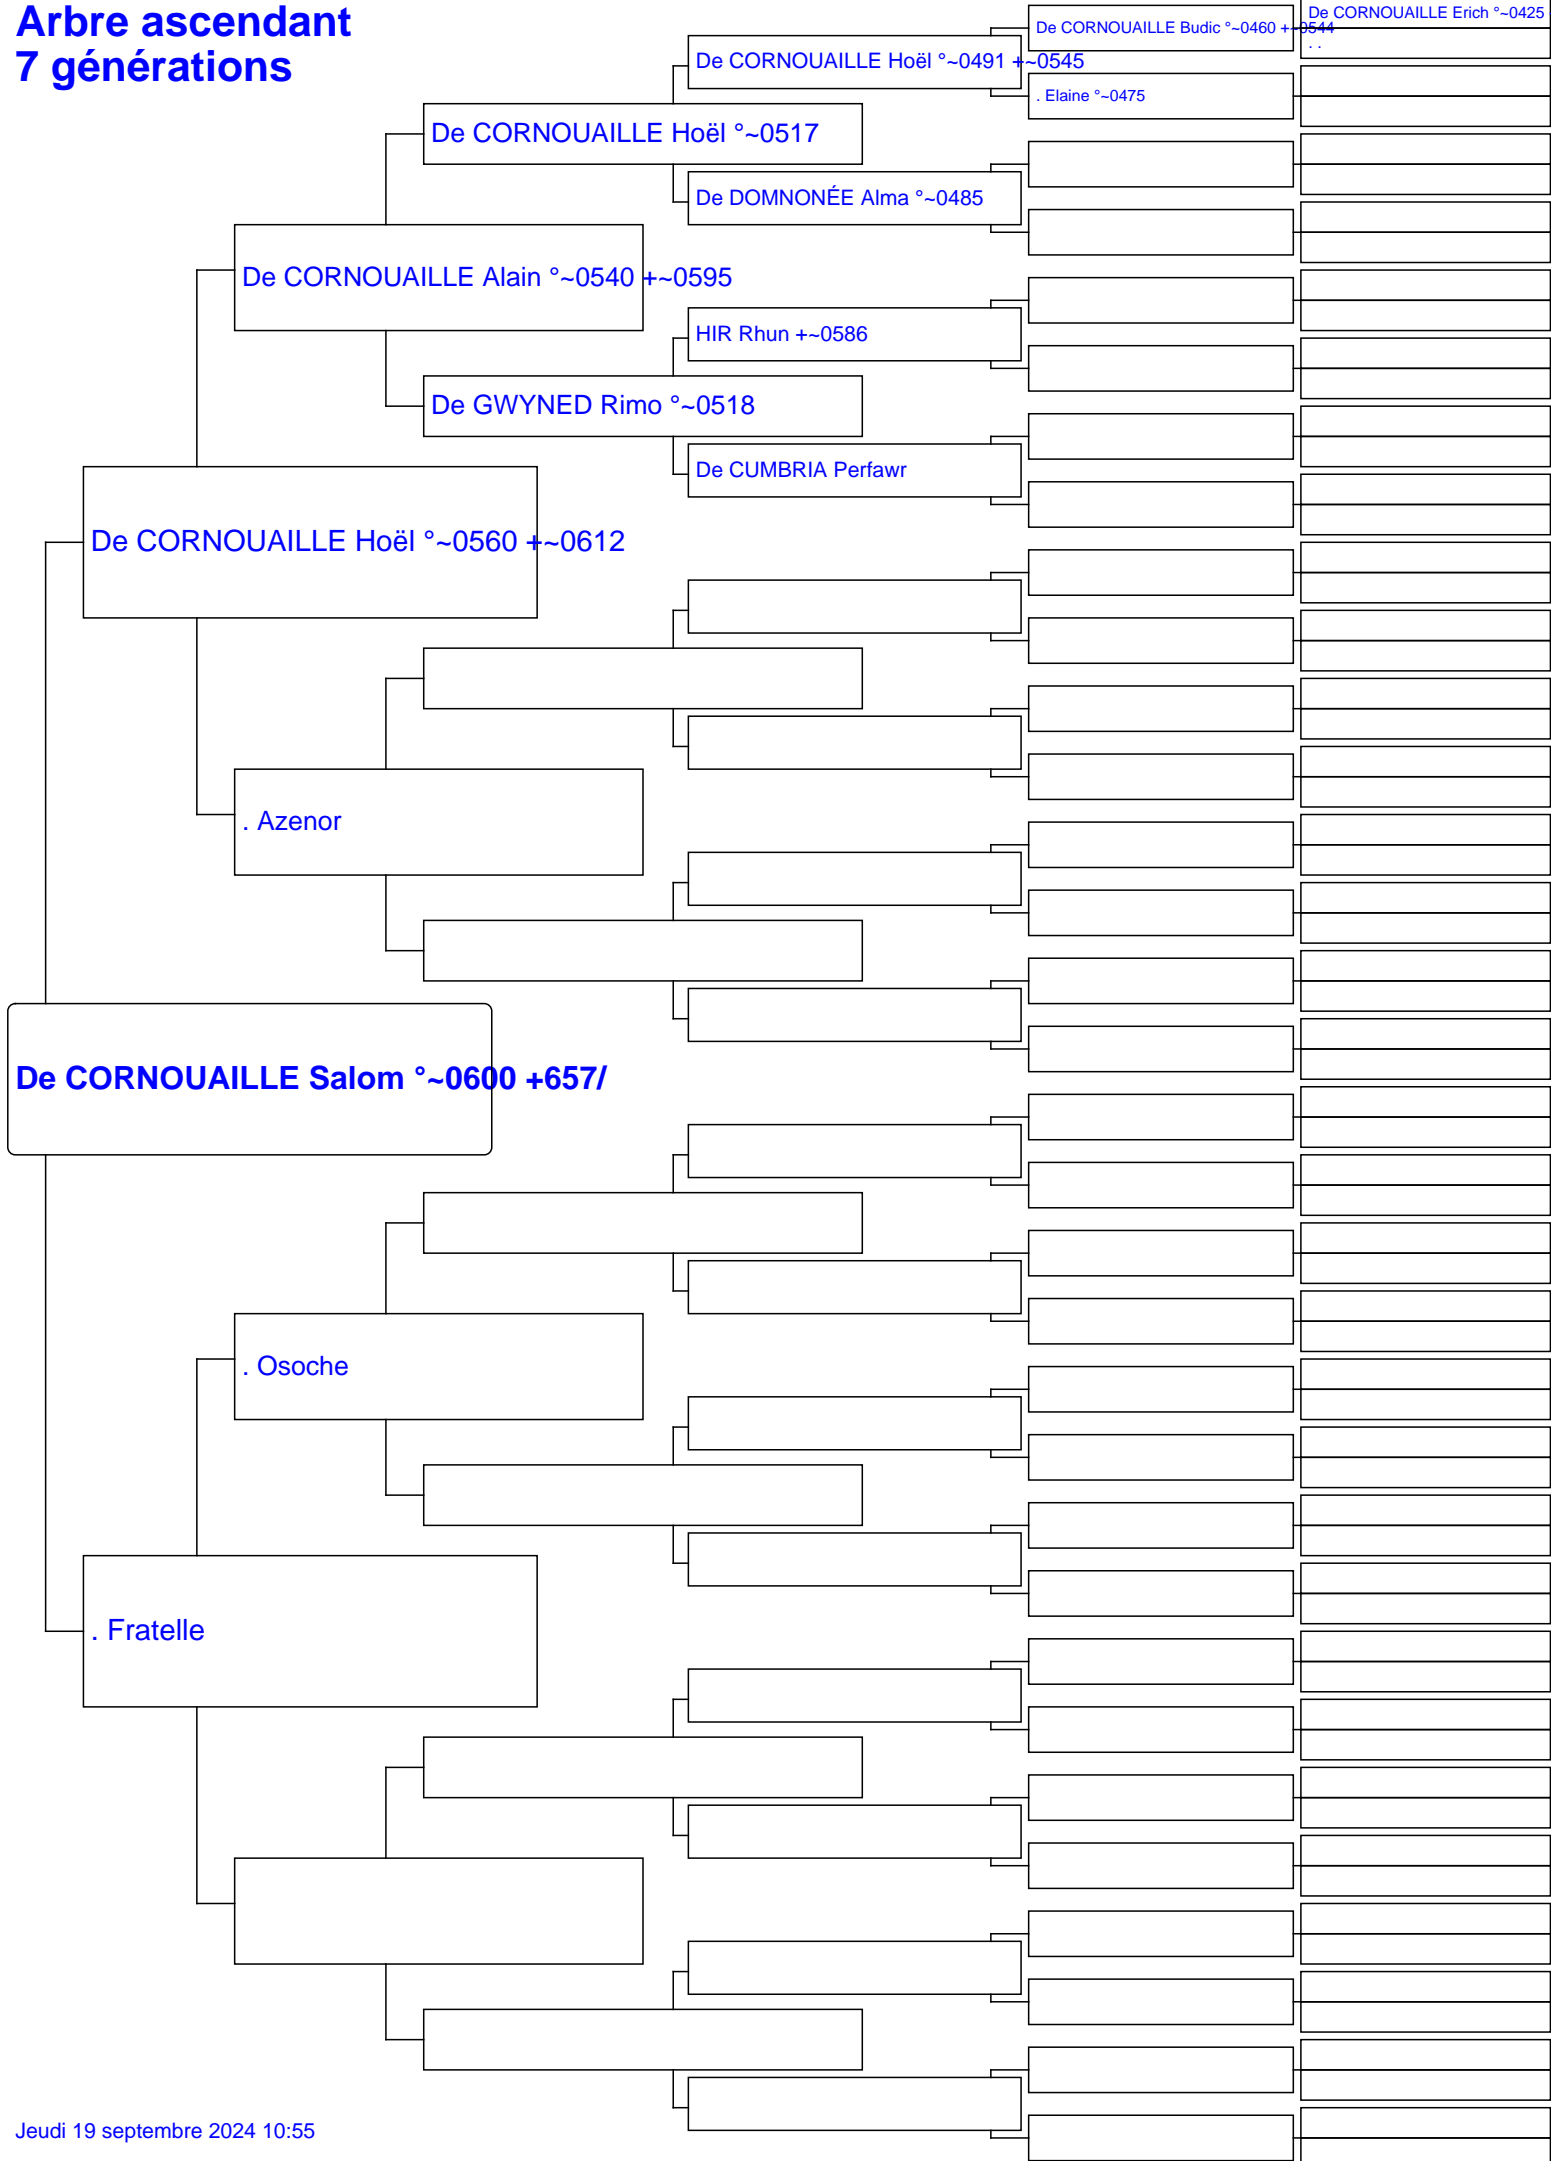 Arbre ascendant
7 générations
De CORNOUAILLE Erich °~0425
. .
De CORNOUAILLE Budic °~0460 +~0544
De CORNOUAILLE Hoël °~0491 +~0545
. Elaine °~0475
De CORNOUAILLE Hoël °~0517
De DOMNONÉE Alma °~0485
De CORNOUAILLE Alain °~0540 +~0595
HIR Rhun +~0586
De GWYNED Rimo °~0518
De CUMBRIA Perfawr
De CORNOUAILLE Hoël °~0560 +~0612
. Azenor
De CORNOUAILLE Salom °~0600 +657/
. Osoche
. Fratelle
Jeudi 19 septembre 2024 10:55